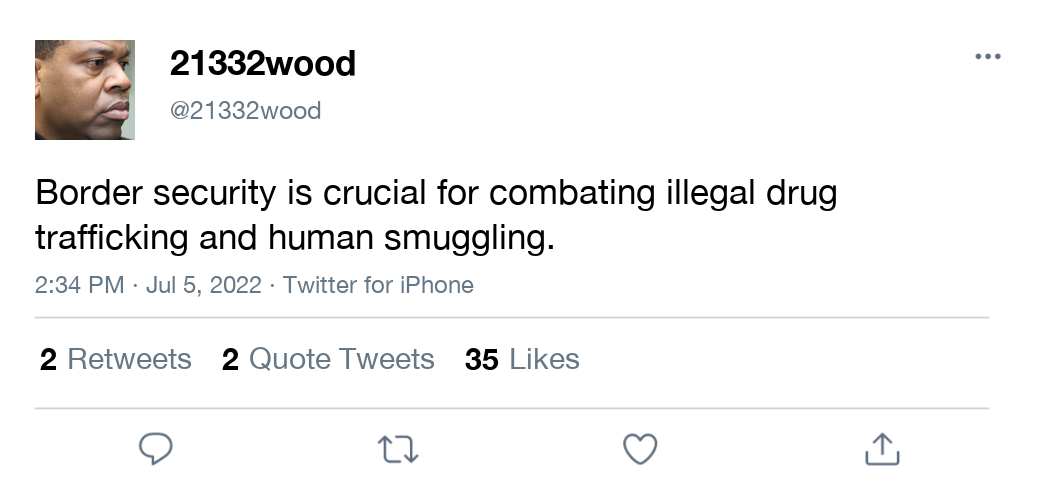 21332wood
@21332wood
Border security is crucial for combating illegal drug
trafficking and human smuggling.
2:34 PM · Jul 5, 2022 · Twitter for iPhone
2 Retweets 2 Quote Tweets 35 Likes